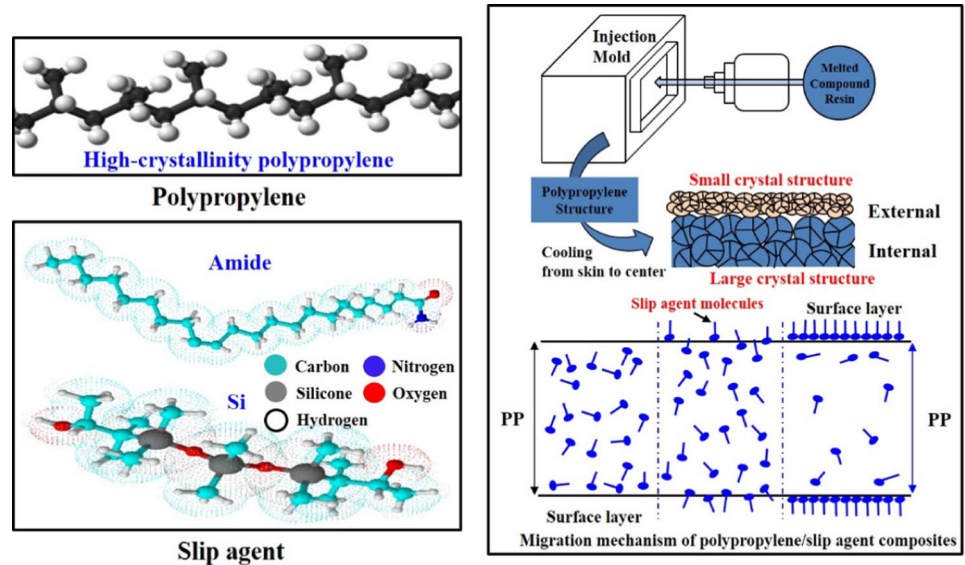 High-crystallinity polypropylene
Polypropylene
Amide
Carbon
Nitrogen
Silicone
Oxygen
Hydrogen
Si
Slip agent
Injection
Mold
Melted
Compound
Resin
Polypropylene
Structure
Small crystal structure
External
Internal
Cooling
from skin to center
Large crystal structure
Slip agent molecules
Surface layer
PP
PP
Surface layer
Migration mechanism of polypropylene/slip agent composites